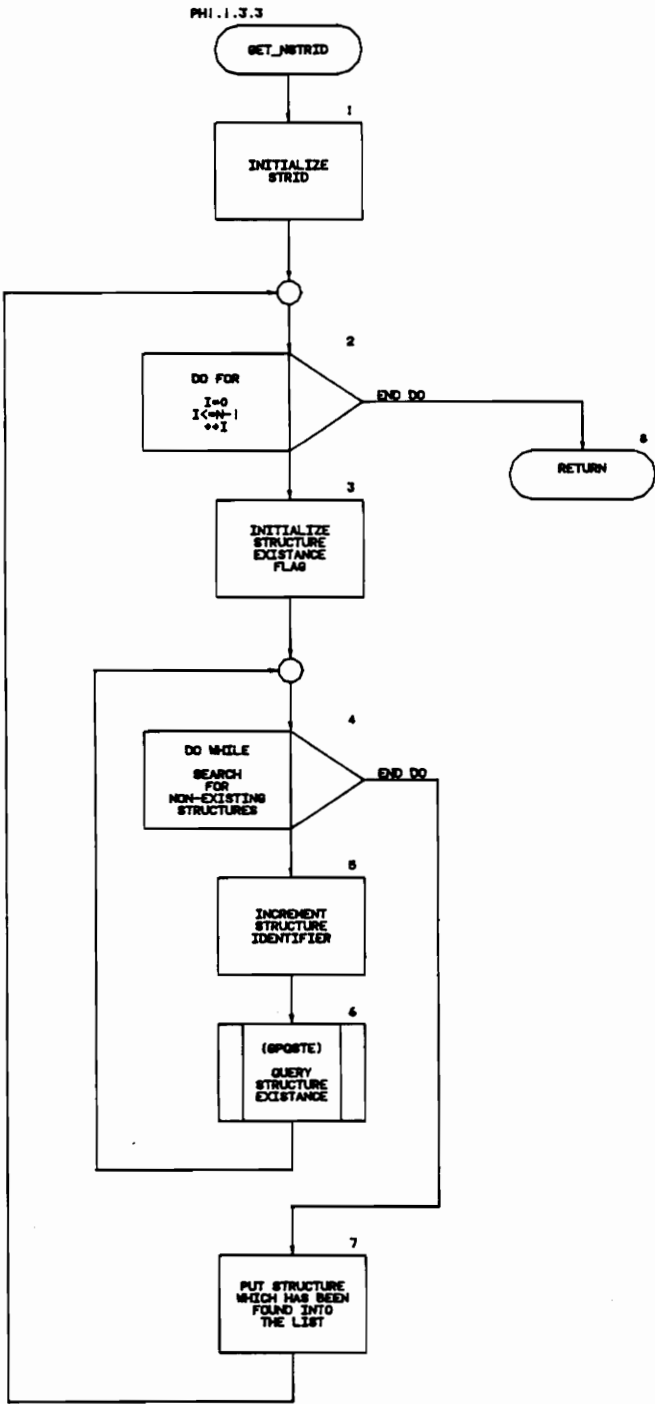 PH1.1.3.3
GET_NSTRID
1
INITIALIZE
STRID
2
DO FOR
I=0
I<=N-1
++I
END DO
8
RETURN
3
INITIALIZE
STRUCTURE
EXISTANCE
FLAG
4
DO WHILE
SEARCH
FOR
NON-EXISTING
STRUCTURES
END DO
5
INCREMENT
STRUCTURE
IDENTIFIER
6
(GPQSTE)
QUERY
STRUCTURE
EXISTANCE
7
PUT STRUCTURE
WHICH HAS BEEN
FOUND INTO
THE LIST